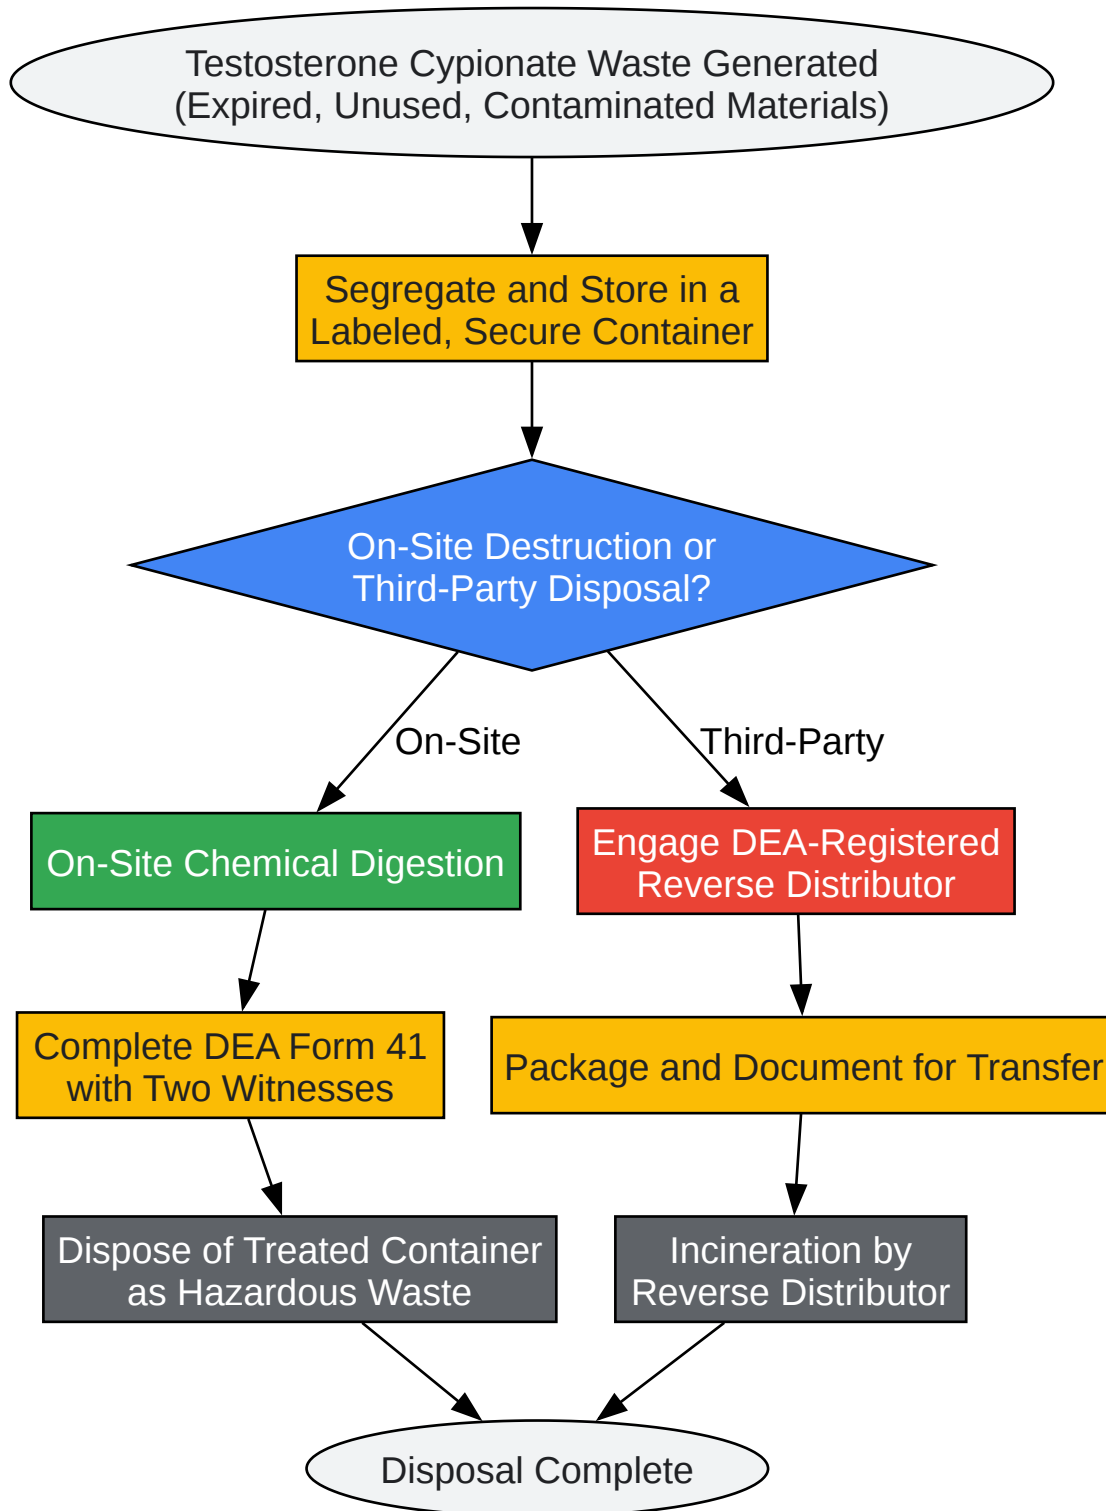 Testosterone Cypionate Waste Generated
(Expired, Unused, Contaminated Materials)
Segregate and Store in a
Labeled, Secure Container
On-Site Destruction or
Third-Party Disposal?
On-Site
Third-Party
On-Site Chemical Digestion
Engage DEA-Registered
Reverse Distributor
Complete DEA Form 41
with Two Witnesses
Package and Document for Transfer
Dispose of Treated Container
as Hazardous Waste
Incineration by
Reverse Distributor
Disposal Complete